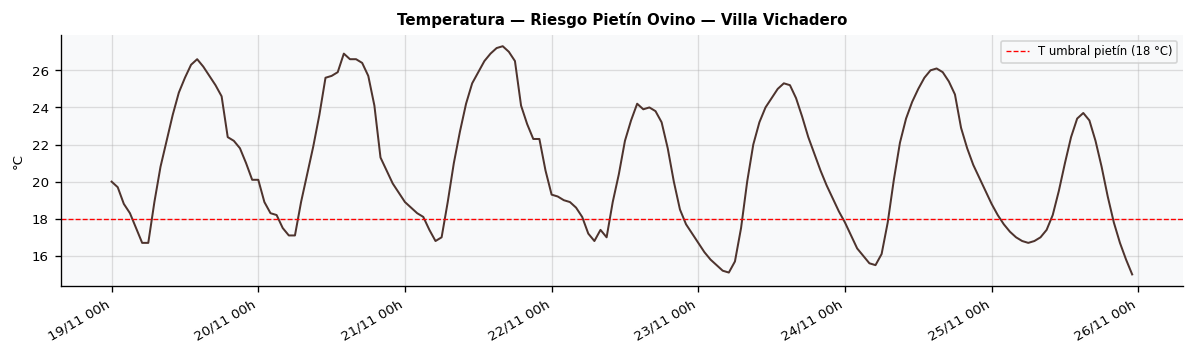 Temperatura — Riesgo Pietín Ovino — Villa Vichadero
T umbral pietín (18 °C)
°C
26
24
22
20
18
16
19/11 00h
20/11 00h
21/11 00h
22/11 00h
23/11 00h
24/11 00h
25/11 00h
26/11 00h